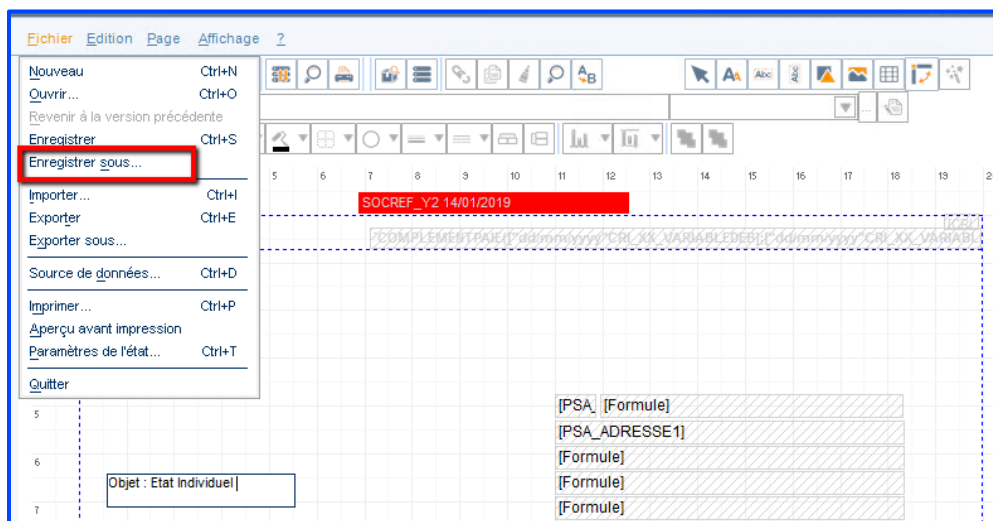 Fichier Edition Page Affichage ?
Nouveau Ctrl+N
Ouvrir... Ctrl+O
Revenir à la version précédente
Enregistrer Ctrl+S
Enregistrer sous...
Importer... Ctrl+I
Exporter Ctrl+E
Exporter sous...
Source de données... Ctrl+D
Imprimer... Ctrl+P
Aperçu avant impression
Paramètres de l'état... Ctrl+T
Quitter
5 6 7 8 9 10 11 12 13 14 15 16 17 18 19
SOCREF_Y2 14/01/2019
[PSA_ [Formule]
5
[PSA_ADRESSE1]
[Formule]
6
Objet : Etat Individuel
[Formule]
[Formule]
7